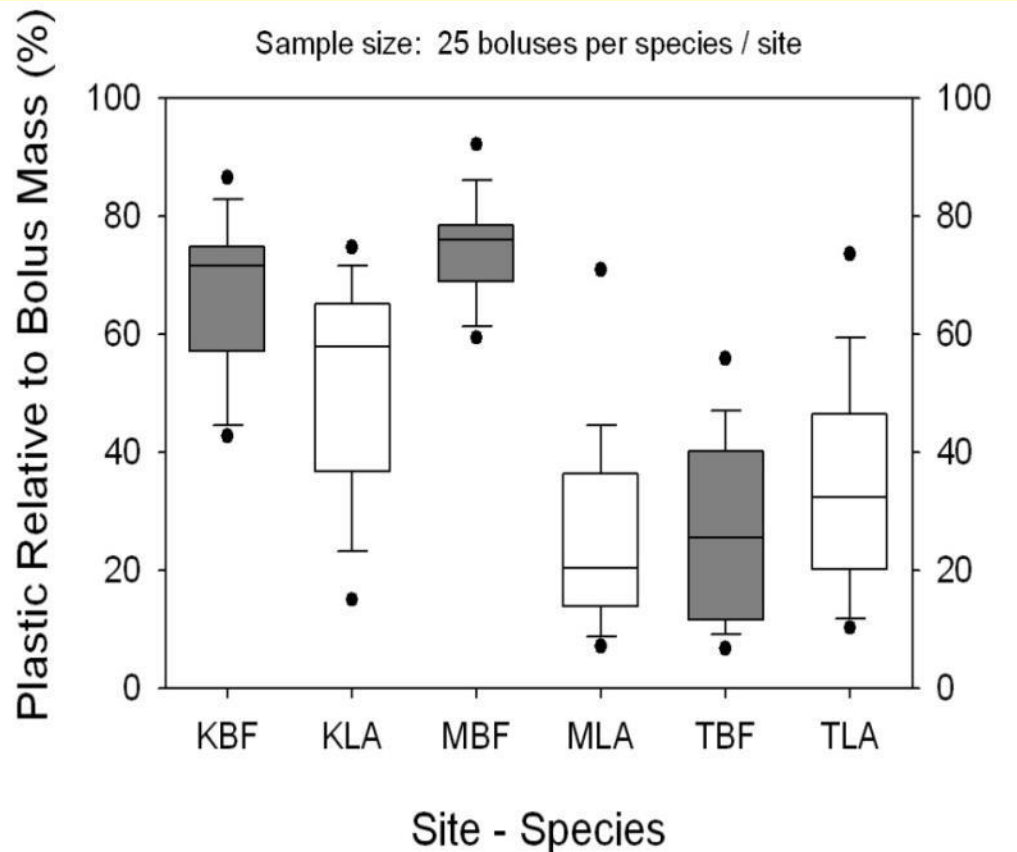 Sample size: 25 boluses per species / site
Plastic Relative to Bolus Mass (%)
100 100
80 80
60 60
40 40
20 20
0 0
KBF KLA MBF MLA TBF TLA
Site - Species